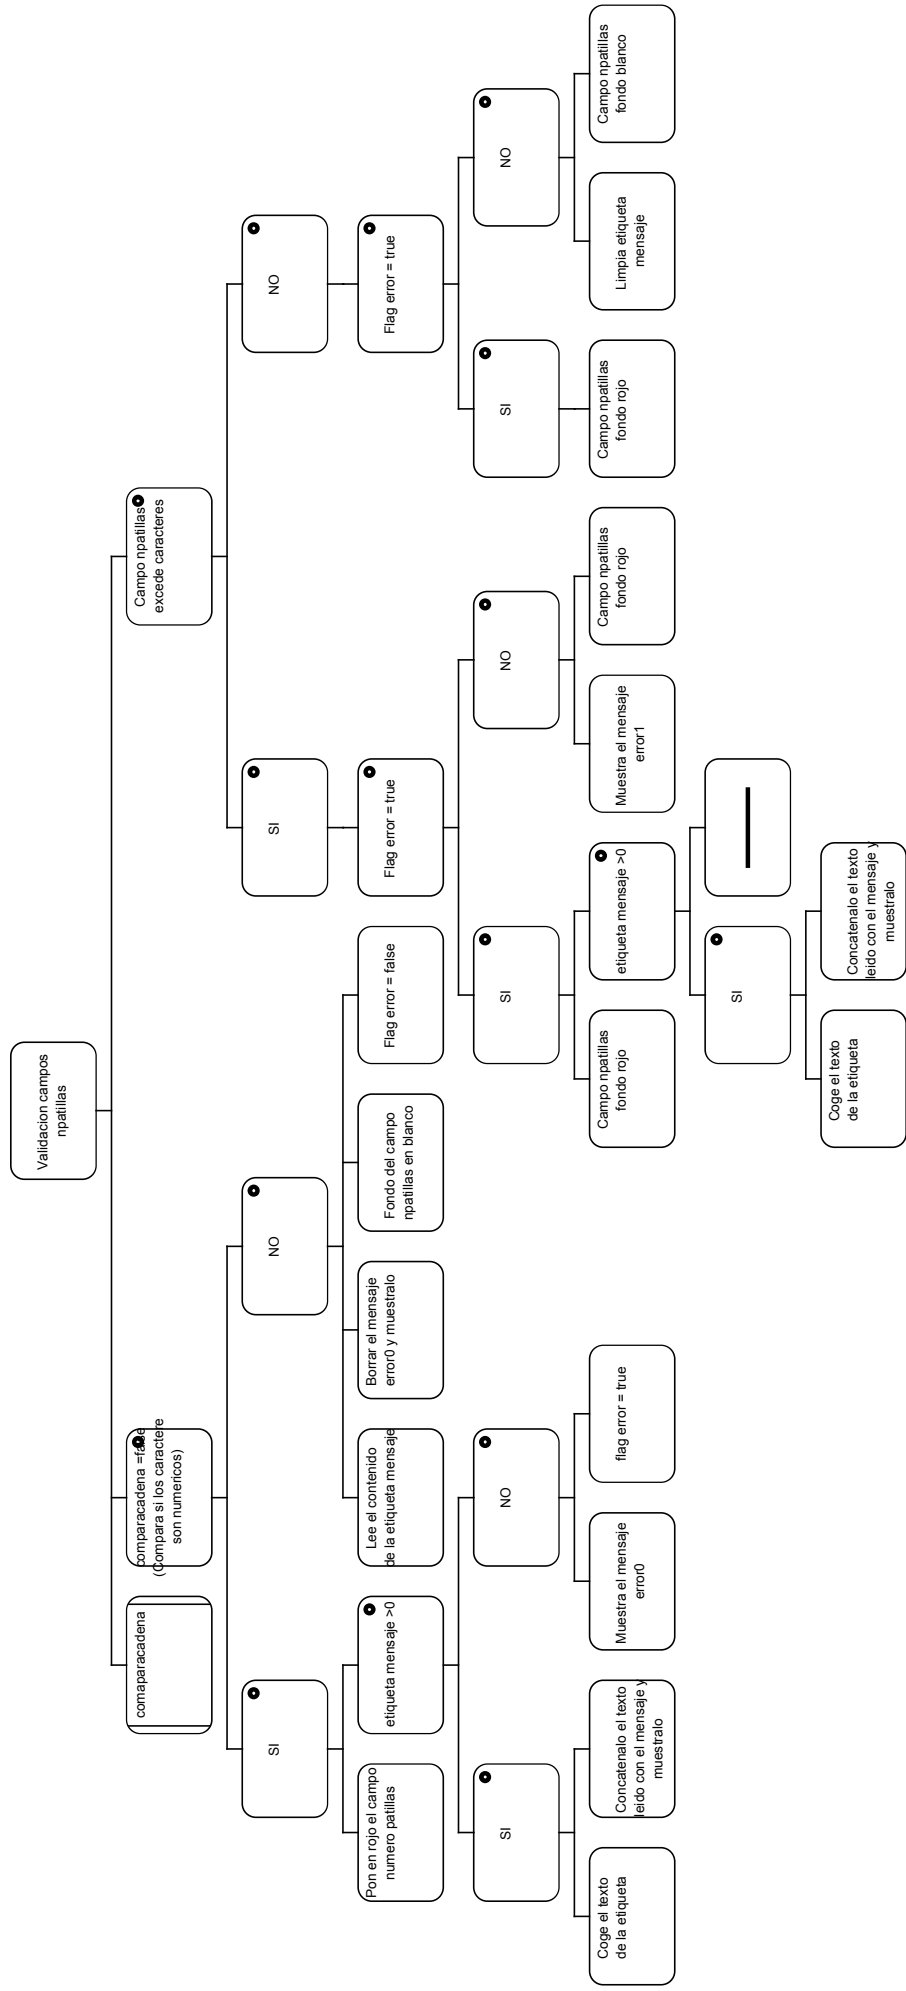 Validacion campos
npatillas
comaparacadena
comparacadena =false
(Compara si los caractere
son numericos)
Campo npatillas
excede caracteres
SI
NO
SI
NO
Pon en rojo el campo
numero patillas
etiqueta mensaje >0
Lee el contenido
de la etiqueta mensaje
Borrar el mensaje
error0 y muestralo
Fondo del campo
npatillas en blanco
Flag error = false
Flag error = true
Flag error = true
SI
NO
SI
NO
SI
NO
Coge el texto
de la etiqueta
Concatenalo el texto
leido con el mensaje y
muestralo
Muestra el mensaje
error0
flag error = true
Campo npatillas
fondo rojo
etiqueta mensaje >0
Muestra el mensaje
error1
Campo npatillas
fondo rojo
Campo npatillas
fondo rojo
Limpia etiqueta
mensaje
Campo npatillas
fondo blanco
SI
Coge el texto
de la etiqueta
Concatenalo el texto
leido con el mensaje y
muestralo